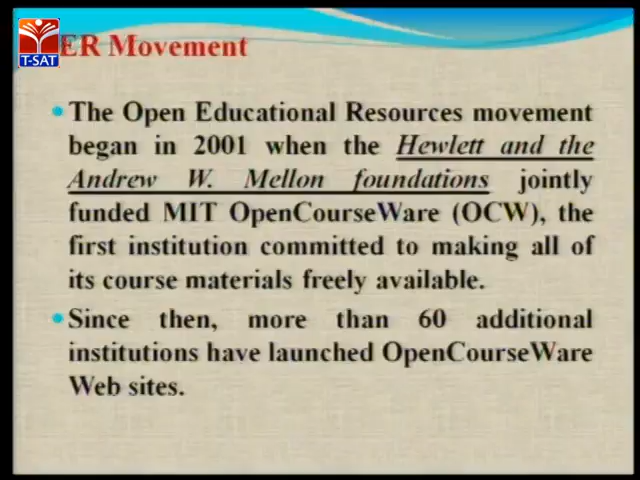 T-SAT
ER Movement
The Open Educational Resources movement
began in 2001 when the Hewlett and the
Andrew W. Mellon foundations jointly
funded MIT OpenCourseWare (OCW), the
first institution committed to making all of
its course materials freely available.
Since then, more than 60 additional
institutions have launched OpenCourseWare
Web sites.